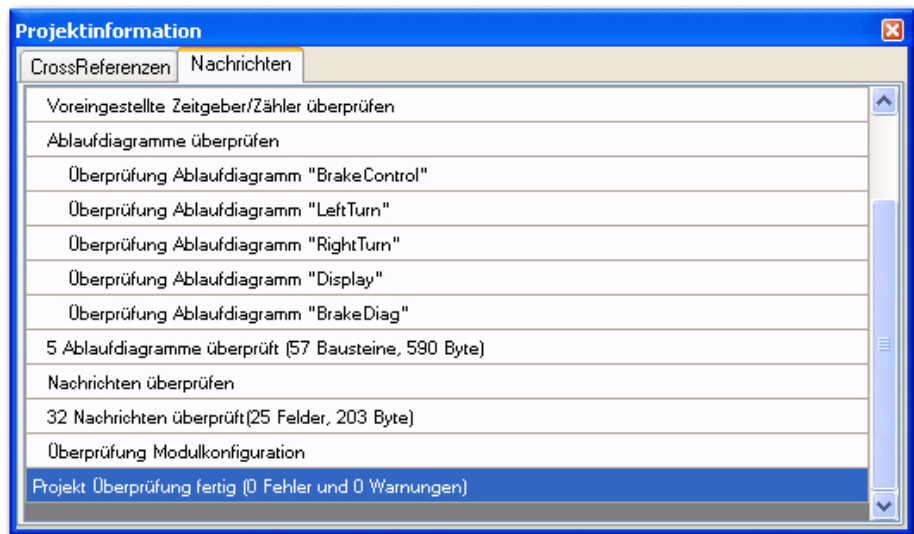 Projektinformation
CrossReferenzen Nachrichten
Voreingestellte Zeitgeber/Zähler überprüfen
Ablaufdiagramme überprüfen
Überprüfung Ablaufdiagramm "BrakeControl"
Überprüfung Ablaufdiagramm "LeftTurn"
Überprüfung Ablaufdiagramm "RightTurn"
Überprüfung Ablaufdiagramm "Display"
Überprüfung Ablaufdiagramm "BrakeDiag"
5 Ablaufdiagramme überprüft (57 Bausteine, 590 Byte)
Nachrichten überprüfen
32 Nachrichten überprüft(25 Felder, 203 Byte)
Überprüfung Modulkonfiguration
Projekt Überprüfung fertig (0 Fehler und 0 Warnungen)